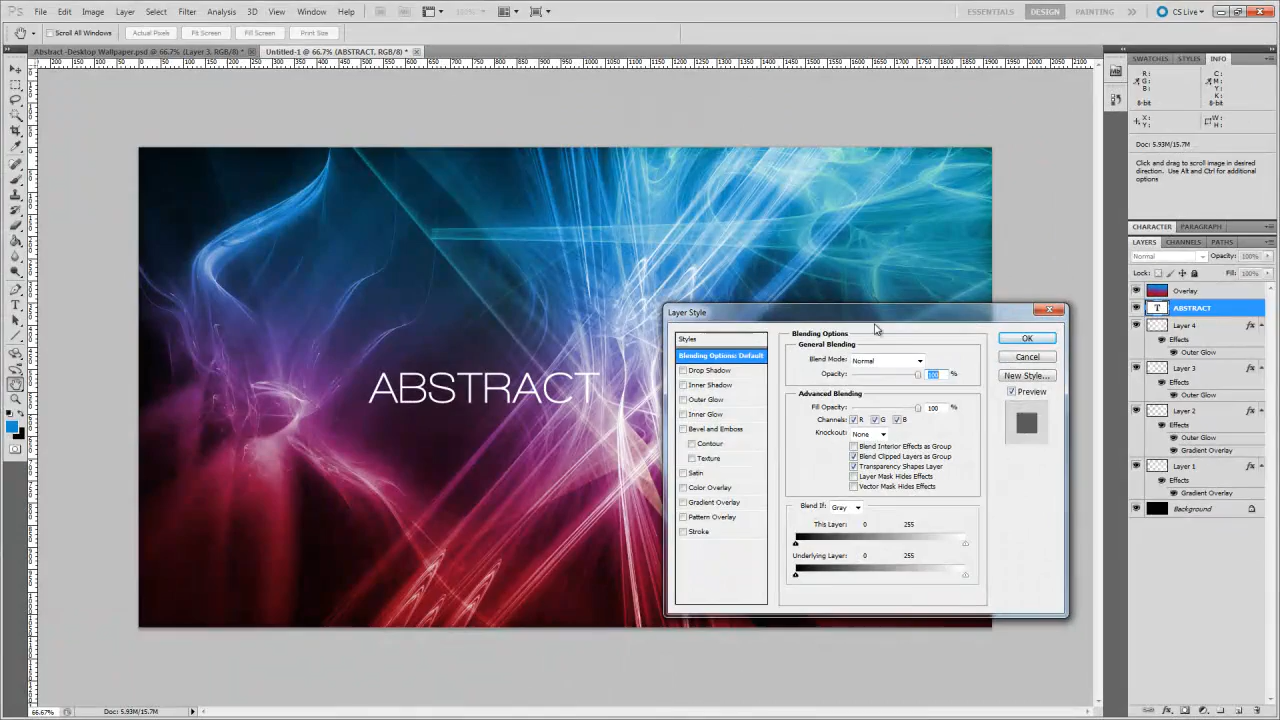 Ps File Edit Image Layer Select Filter Analysis 3D View Window Help 100% ESSENTIALS DESIGN PAINTING CS Live
Scroll All Windows Actual Pixels Fit Screen Fill Screen Print Size
Abstract -Desktop Wallpaper.psd @ 66.7% (Layer 3, RGB/8) * Untitled-1 @ 66.7% (ABSTRACT, RGB/8) *
SWATCHES STYLES INFO
R:
G:
B:
8-bit
C:
M:
Y:
K:
8-bit
X:
Y:
W:
H:
Doc: 5.93M/15.7M
Click and drag to scroll image in desired
direction. Use Alt and Ctrl for additional
options
CHARACTER PARAGRAPH
LAYERS CHANNELS PATHS
Normal Opacity: 100%
Lock: Fill: 100%
Overlay
T ABSTRACT
Layer 4 fx
Effects
Outer Glow
Layer 3 fx
Effects
Outer Glow
Layer 2 fx
Effects
Outer Glow
Gradient Overlay
Layer 1 fx
Effects
Gradient Overlay
Background
ABSTRACT
Layer Style
Styles
Blending Options: Default
Drop Shadow
Inner Shadow
Outer Glow
Inner Glow
Bevel and Emboss
Contour
Texture
Satin
Color Overlay
Gradient Overlay
Pattern Overlay
Stroke
Blending Options
General Blending
Blend Mode: Normal
Opacity: 100 %
Advanced Blending
Fill Opacity: 100 %
Channels: R G B
Knockout: None
Blend Interior Effects as Group
Blend Clipped Layers as Group
Transparency Shapes Layer
Layer Mask Hides Effects
Vector Mask Hides Effects
Blend If: Gray
This Layer: 0 255
Underlying Layer: 0 255
OK
Cancel
New Style...
Preview
66.67% Doc: 5.93M/15.7M